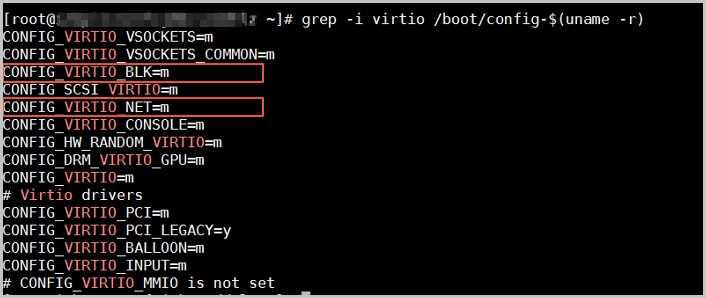 [root@ ~]# grep -i virtio /boot/config-$(uname -r)
CONFIG_VIRTIO_VSOCKETS=m
CONFIG_VIRTIO_VSOCKETS_COMMON=m
CONFIG_VIRTIO_BLK=m
CONFIG_SCSI_VIRTIO=m
CONFIG_VIRTIO_NET=m
CONFIG_VIRTIO_CONSOLE=m
CONFIG_HW_RANDOM_VIRTIO=m
CONFIG_DRM_VIRTIO_GPU=m
CONFIG_VIRTIO=m
# Virtio drivers
CONFIG_VIRTIO_PCI=m
CONFIG_VIRTIO_PCI_LEGACY=y
CONFIG_VIRTIO_BALLOON=m
CONFIG_VIRTIO_INPUT=m
# CONFIG_VIRTIO_MMIO is not set